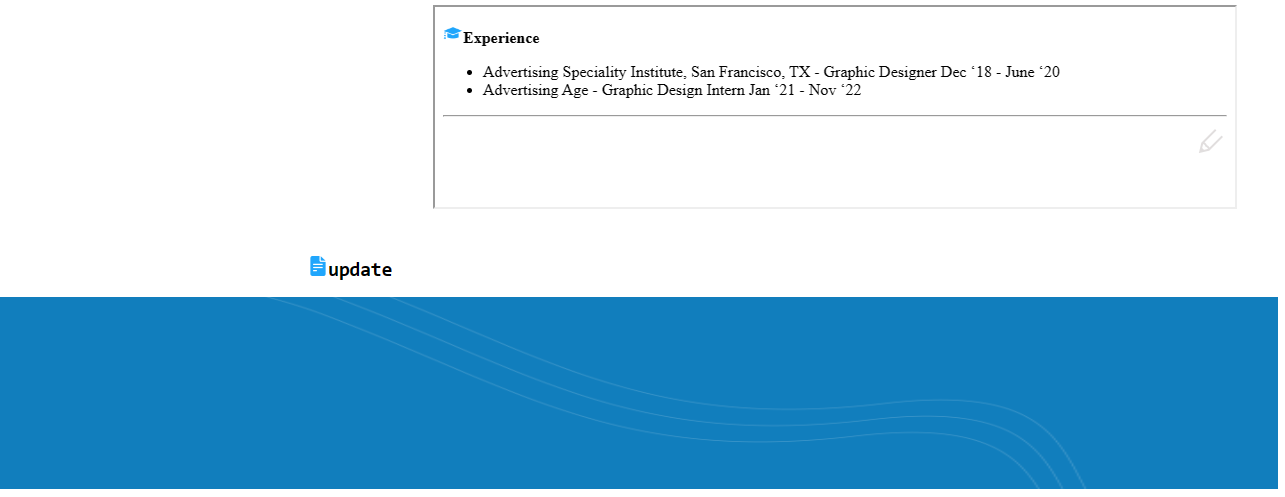 Experience
Advertising Speciality Institute, San Francisco, TX - Graphic Designer Dec ‘18 - June ‘20
Advertising Age - Graphic Design Intern Jan ‘21 - Nov ‘22
update